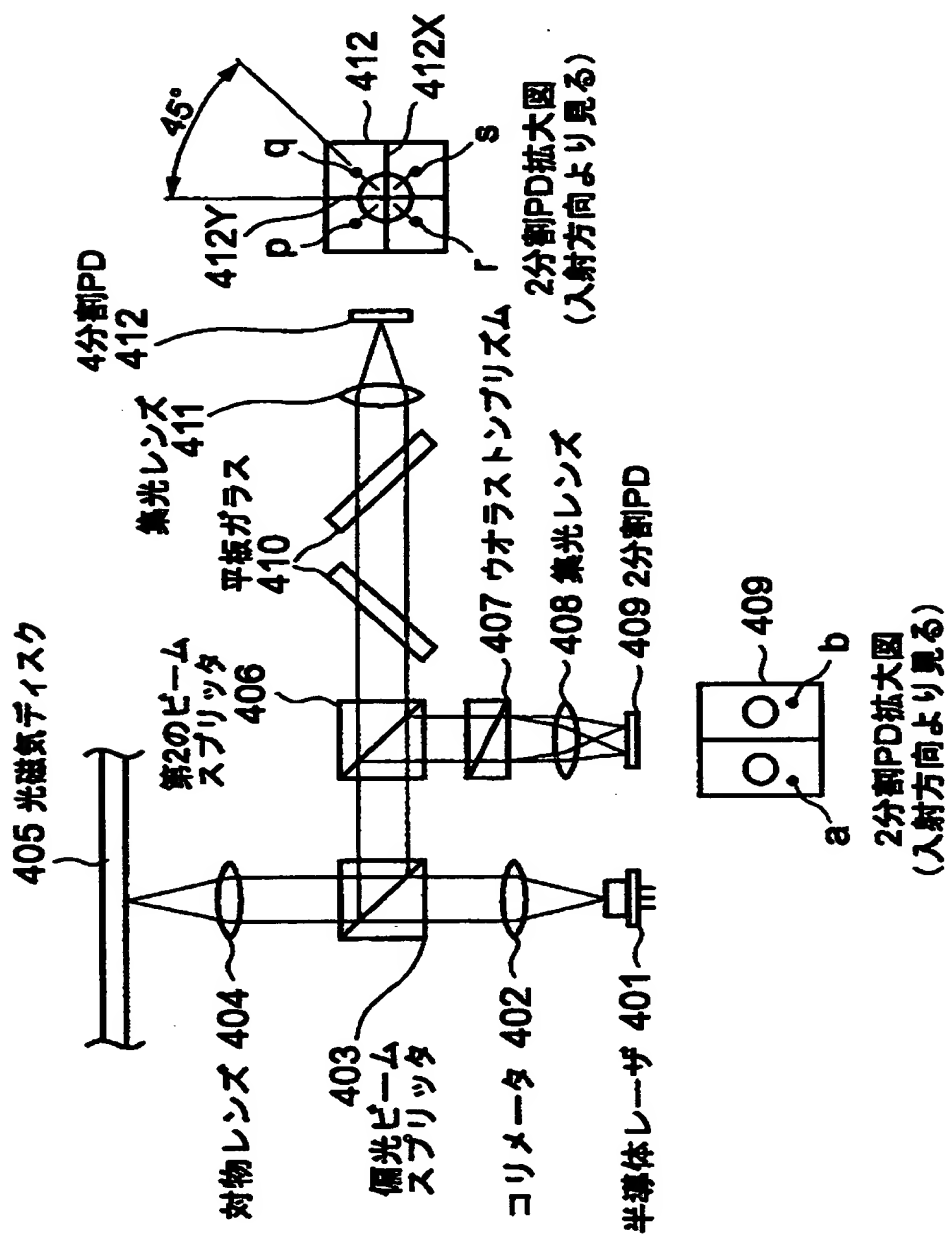 405 光磁気ディスク
対物レンズ 404
403
偏光ビーム
スプリッタ
コリメータ 402
半導体レーザ 401
第2のビーム
スプリッタ
406
平板ガラス
410
集光レンズ
411
4分割PD
412
407 ウオラストンプリズム
408 集光レンズ
409 2分割PD
409
a
b
2分割PD拡大図
(入射方向より見る)
45°
412Y
p
q
r
s
412
412X
2分割PD拡大図
(入射方向より見る)